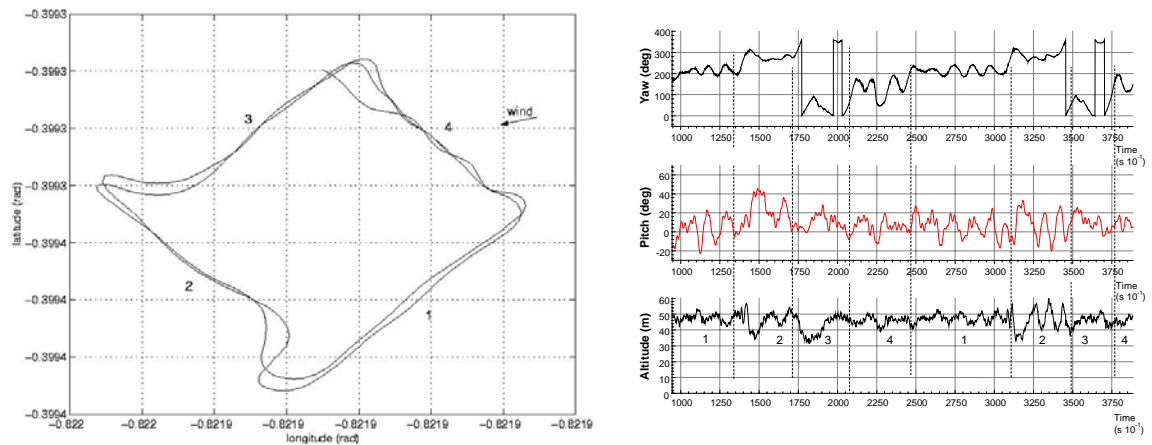 −0.3993
−0.3993
−0.3993
−0.3993
−0.3994
−0.3994
−0.3994
−0.3994
latitude (rad)
−0.822 −0.822 −0.822 −0.8219 −0.8219 −0.8219 −0.8219 −0.8219
longitude (rad)
3
wind
4
2
1
Yaw (deg)
400
300
200
100
0
1000 1250 1500 1750 2000 2250 2500 2750 3000 3250 3500 3750
Time
(s 10⁻¹)
Pitch (deg)
60
40
20
0
-20
1000 1250 1500 1750 2000 2250 2500 2750 3000 3250 3500 3750
Time
(s 10⁻¹)
Altitude (m)
60
50
40
30
20
10
0
1 2 3 4 1 2 3 4
1000 1250 1500 1750 2000 2250 2500 2750 3000 3250 3500 3750
Time
(s 10⁻¹)